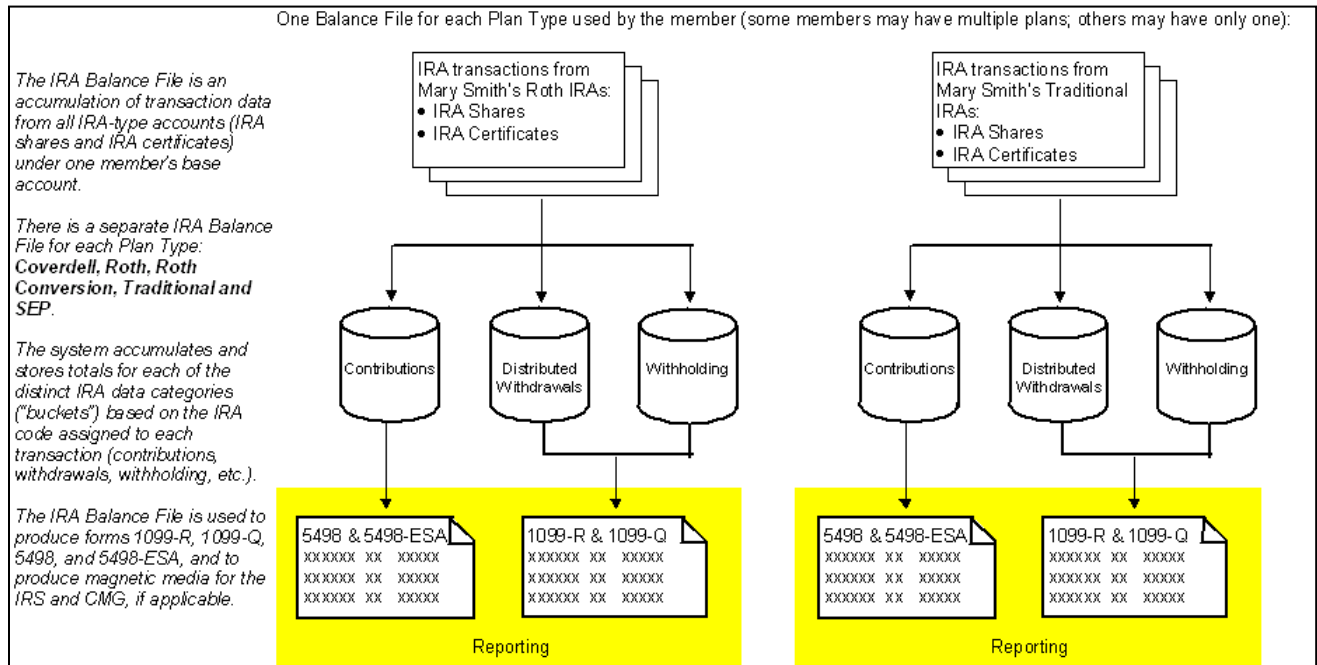 One Balance File for each Plan Type used by the member (some members may have multiple plans; others may have only one):
The IRA Balance File is an
accumulation of transaction data
from all IRA-type accounts (IRA
shares and IRA certificates)
under one member's base
account.
There is a separate IRA Balance
File for each Plan Type:
Coverdell, Roth, Roth
Conversion, Traditional and
SEP.
The system accumulates and
stores totals for each of the
distinct IRA data categories
("buckets") based on the IRA
code assigned to each
transaction (contributions,
withdrawals, withholding, etc.).
The IRA Balance File is used to
produce forms 1099-R, 1099-Q,
5498, and 5498-ESA, and to
produce magnetic media for the
IRS and CMG, if applicable.
IRA transactions from
Mary Smith's Roth IRAs:
• IRA Shares
• IRA Certificates
Contributions
Distributed
Withdrawals
Withholding
5498 & 5498-ESA
xxxxxx xx xxxxx
xxxxxx xx xxxxx
xxxxxx xx xxxxx
1099-R & 1099-Q
xxxxxx xx xxxxx
xxxxxx xx xxxxx
xxxxxx xx xxxxx
Reporting
IRA transactions from
Mary Smith's Traditional
IRAs:
• IRA Shares
• IRA Certificates
Contributions
Distributed
Withdrawals
Withholding
5498 & 5498-ESA
xxxxxx xx xxxxx
xxxxxx xx xxxxx
xxxxxx xx xxxxx
1099-R & 1099-Q
xxxxxx xx xxxxx
xxxxxx xx xxxxx
xxxxxx xx xxxxx
Reporting